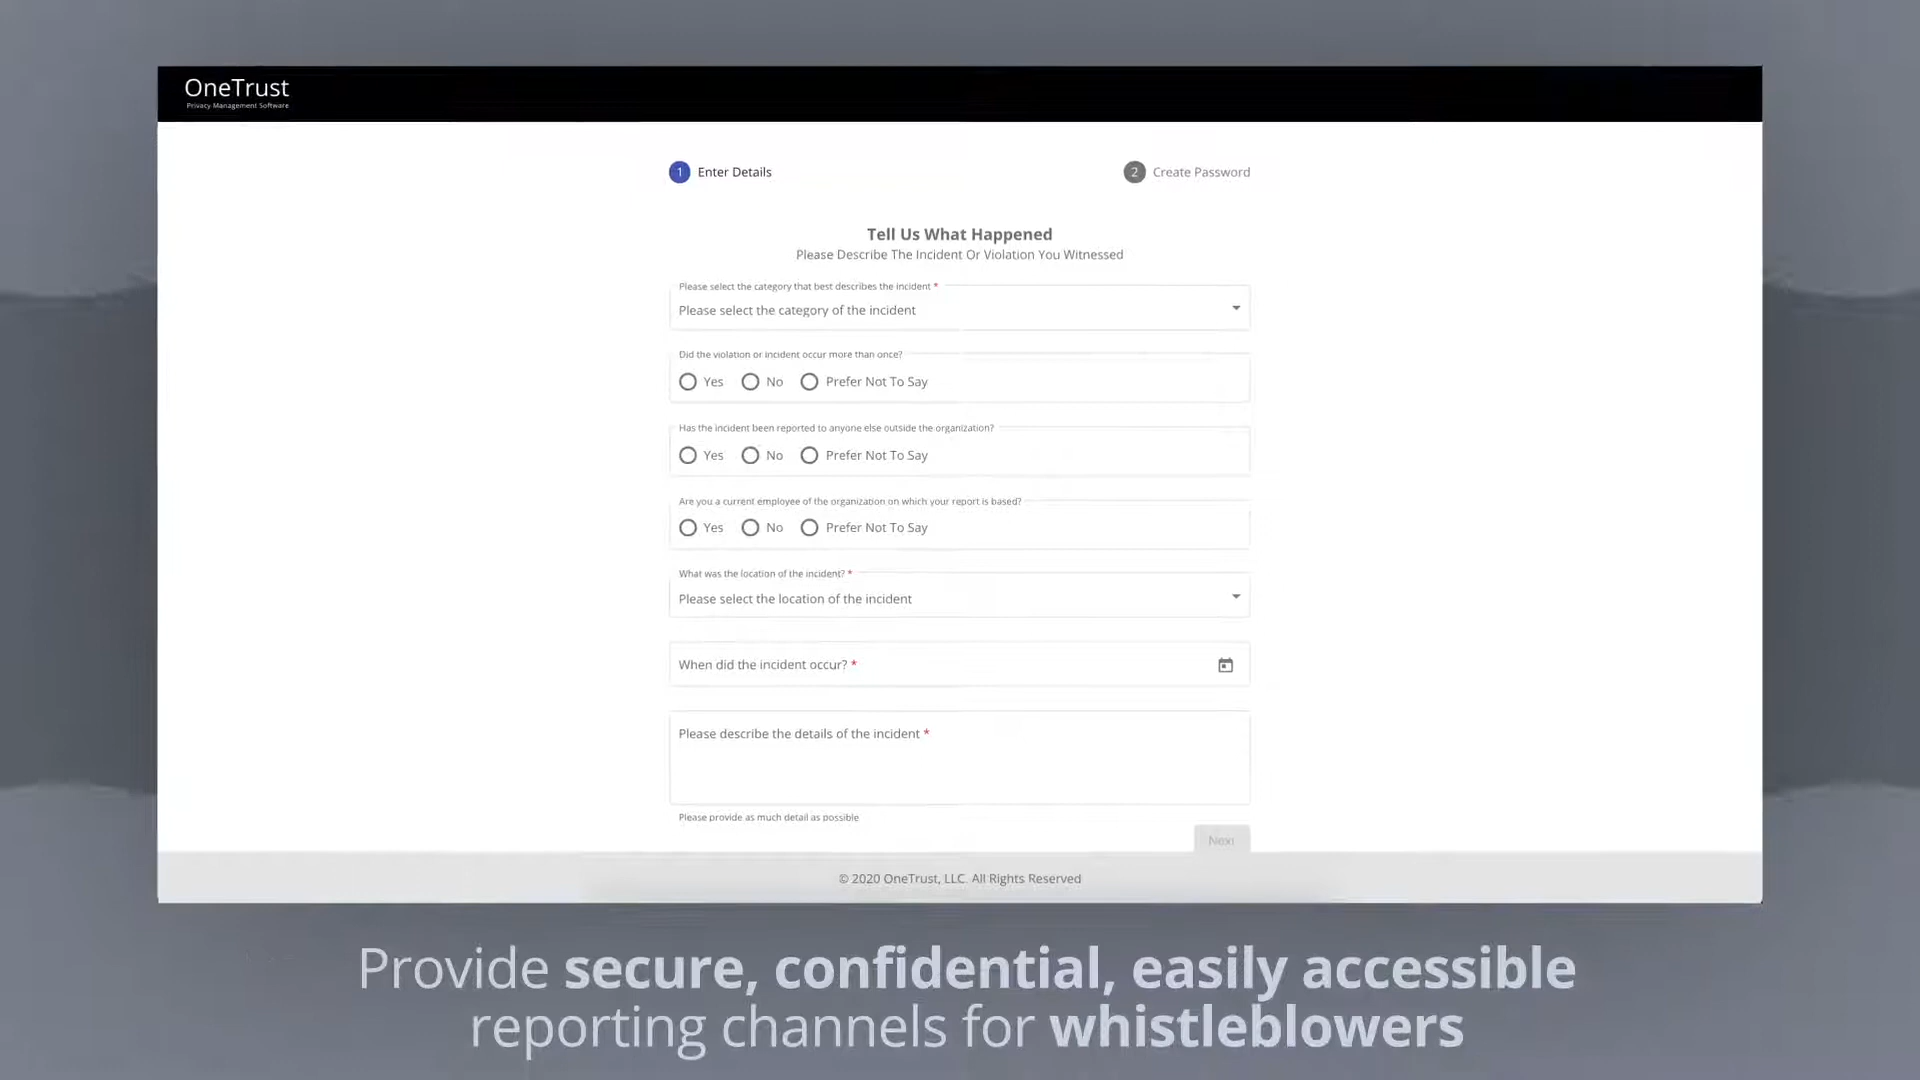 OneTrust
Privacy Management Software
1 Enter Details
2 Create Password
Tell Us What Happened
Please Describe The Incident Or Violation You Witnessed
Please select the category that best describes the incident *
Please select the category of the incident
Did the violation or incident occur more than once?
Yes No Prefer Not To Say
Has the incident been reported to anyone else outside the organization?
Yes No Prefer Not To Say
Are you a current employee of the organization on which your report is based?
Yes No Prefer Not To Say
What was the location of the incident? *
Please select the location of the incident
When did the incident occur? *
Please describe the details of the incident *
Please provide as much detail as possible
Next
© 2020 OneTrust, LLC. All Rights Reserved
Provide secure, confidential, easily accessible
reporting channels for whistleblowers